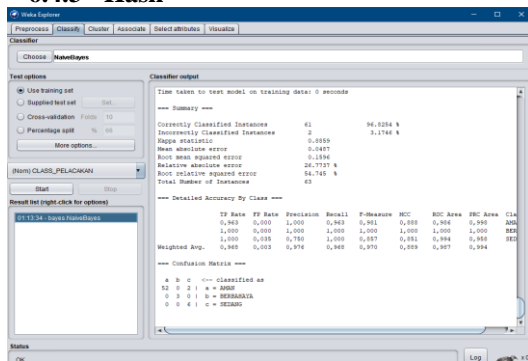 Weka Explorer
Preprocess Classify Cluster Associate Select attributes Visualize
Classifier
Choose NaiveBayes
Test options
Use training set
Supplied test set Set...
Cross-validation Folds 10
Percentage split % 66
More options...
(Nom) CLASS_PELACAKAN
Start Stop
Result list (right-click for options)
01:13:34 - bayes.NaiveBayes
Classifier output
Time taken to test model on training data: 0 seconds
=== Summary ===
Correctly Classified Instances 61 96.8254 %
Incorrectly Classified Instances 2 3.1746 %
Kappa statistic 0.8859
Mean absolute error 0.0487
Root mean squared error 0.1596
Relative absolute error 26.7737 %
Root relative squared error 54.745 %
Total Number of Instances 63
=== Detailed Accuracy By Class ===
TP Rate FP Rate Precision Recall F-Measure MCC ROC Area PRC Area Cla
0,963 0,000 1,000 0,963 0,981 0,888 0,986 0,998 AMA
1,000 0,000 1,000 1,000 1,000 1,000 1,000 1,000 BER
1,000 0,035 0,750 1,000 0,857 0,851 0,994 0,950 SED
Weighted Avg. 0,968 0,003 0,976 0,968 0,970 0,889 0,987 0,994
=== Confusion Matrix ===
a b c <-- classified as
52 0 2 | a = AMAN
0 3 0 | b = BERBAHAYA
0 0 6 | c = SEDANG
Status
OK
Log x 0